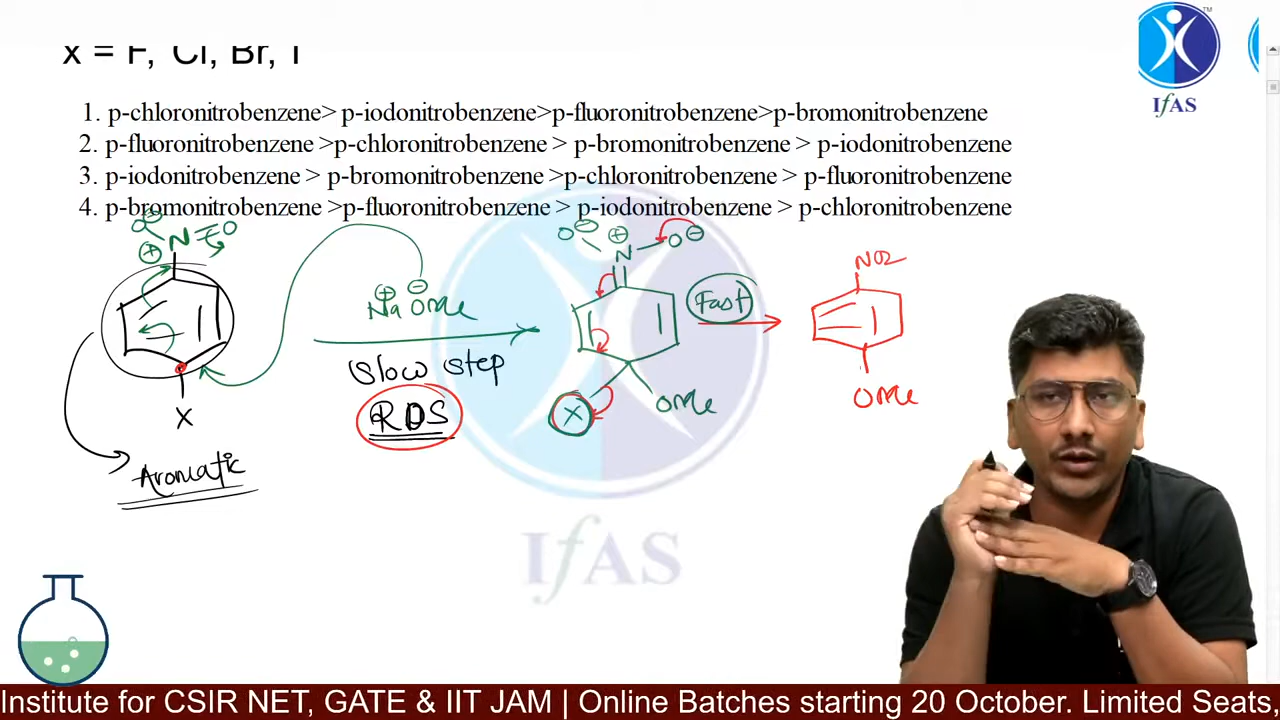 x = F, Cl, Br, I
TM
IfAS
1. p-chloronitrobenzene> p-iodonitrobenzene>p-fluoronitrobenzene>p-bromonitrobenzene
2. p-fluoronitrobenzene >p-chloronitrobenzene > p-bromonitrobenzene > p-iodonitrobenzene
3. p-iodonitrobenzene > p-bromonitrobenzene >p-chloronitrobenzene > p-fluoronitrobenzene
4. p-bromonitrobenzene >p-fluoronitrobenzene > p-iodonitrobenzene > p-chloronitrobenzene
O⊖
⊕N=O
X
Aromatic
⊕Na ⊖OMe
Slow step
RDS
O⊖ ⊕N O⊖
X OMe
Fast
NO2
OMe
IfAS
Institute for CSIR NET, GATE & IIT JAM | Online Batches starting 20 October. Limited Seats,